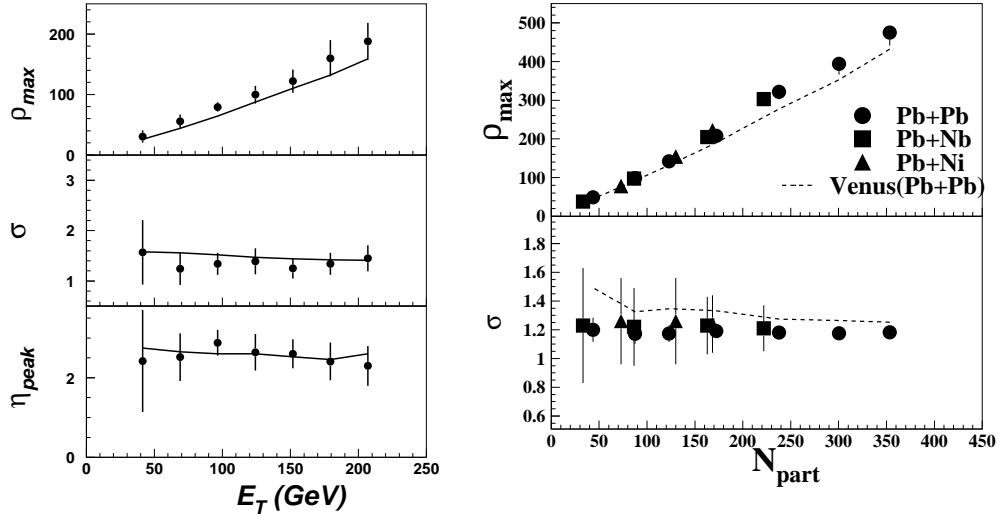 200
100
0
ρmax
3
2
1
σ
2
0
ηpeak
0 50 100 150 200 250
ET (GeV)
500
400
300
200
100
0
ρmax
Pb+Pb
Pb+Nb
Pb+Ni
Venus(Pb+Pb)
1.6
1.4
1.2
1
0.8
0.6
σ
0 50 100 150 200 250 300 350 400 450
Npart